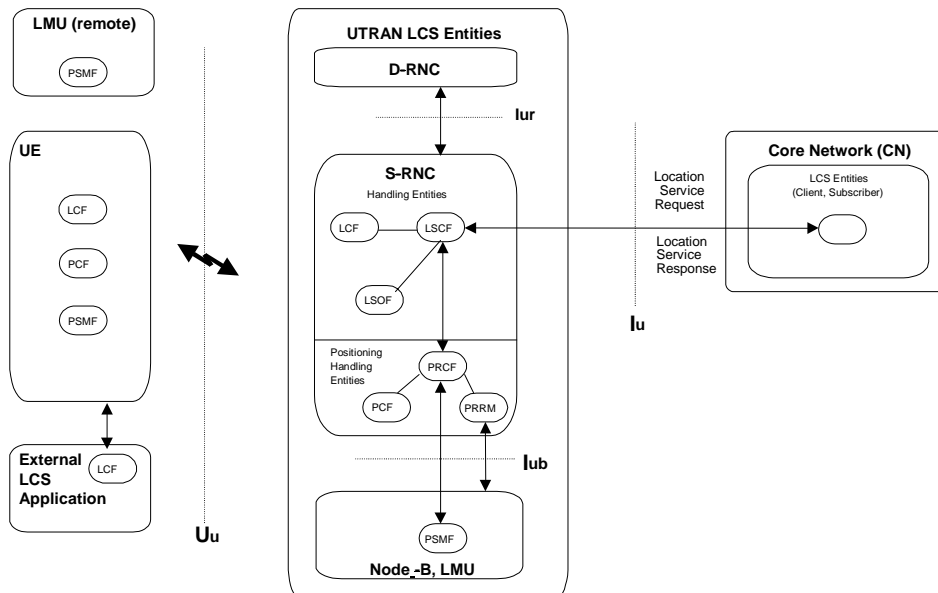 LMU (remote)
PSMF
UE
LCF
PCF
PSMF
External
LCS
Application
LCF
Uu
UTRAN LCS Entities
D-RNC
Iur
S-RNC
Handling Entities
LCF
LSCF
LSOF
Positioning
Handling
Entities
PRCF
PCF
PRRM
Iub
PSMF
Node_-B, LMU
Location
Service
Request
Location
Service
Response
Iu
Core Network (CN)
LCS Entities
(Client, Subscriber)